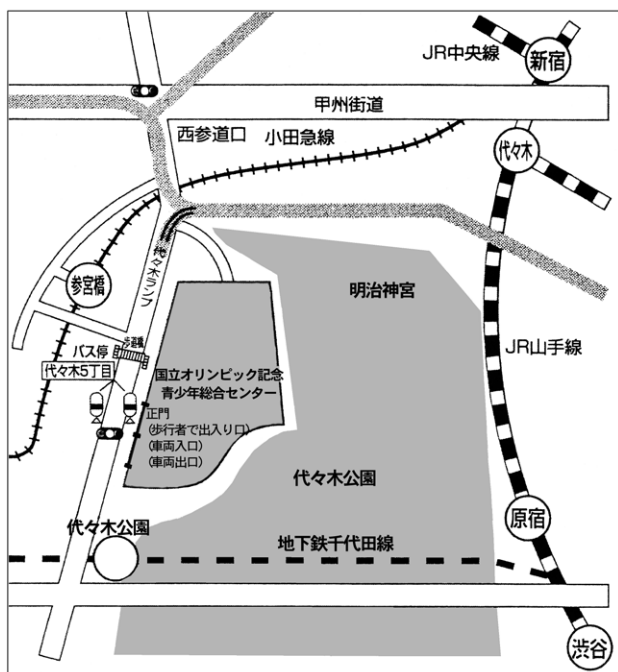 JR中央線
新宿
甲州街道
西参道口
小田急線
代々木
代々木ランプ
参宮橋
明治神宮
歩道橋
バス停
代々木5丁目
JR山手線
国立オリンピック記念
青少年総合センター
正門
(歩行者で出入り口)
(車両入口)
(車両出口)
代々木公園
原宿
代々木公園
地下鉄千代田線
渋谷